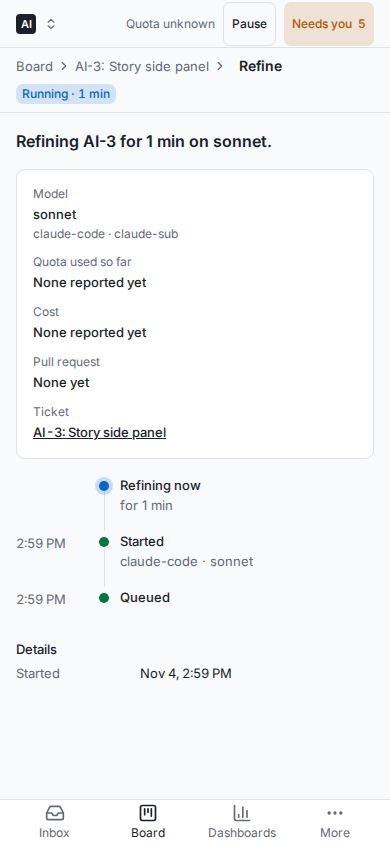 AI
Quota unknown
Pause
Needs you 5
Board > AI-3: Story side panel > Refine
Running · 1 min
Refining AI-3 for 1 min on sonnet.
Model
sonnet
claude-code · claude-sub
Quota used so far
None reported yet
Cost
None reported yet
Pull request
None yet
Ticket
AI-3: Story side panel
Refining now
for 1 min
2:59 PM Started
claude-code · sonnet
2:59 PM Queued
Details
Started Nov 4, 2:59 PM
Inbox
Board
Dashboards
More